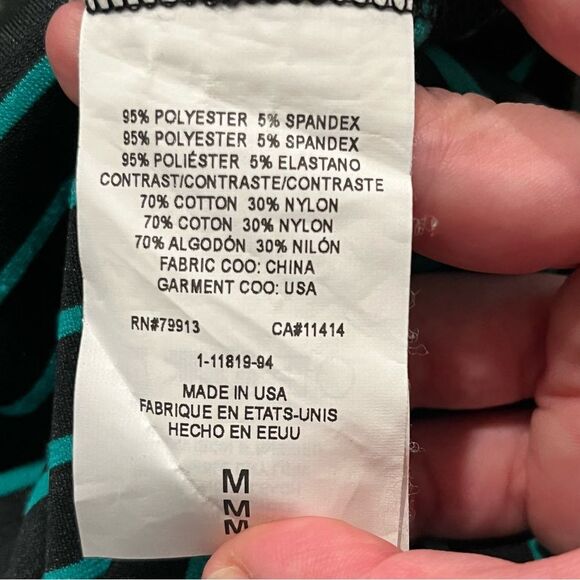 95% POLYESTER 5% SPANDEX
95% POLYESTER 5% SPANDEX
95% POLIÉSTER 5% ELASTANO
CONTRAST/CONTRASTE/CONTRASTE
70% COTTON 30% NYLON
70% COTON 30% NYLON
70% ALGODÓN 30% NILÓN
FABRIC COO: CHINA
GARMENT COO: USA
RN#79913 CA#11414
1-11819-94
MADE IN USA
FABRIQUE EN ETATS-UNIS
HECHO EN EEUU
M
M
M